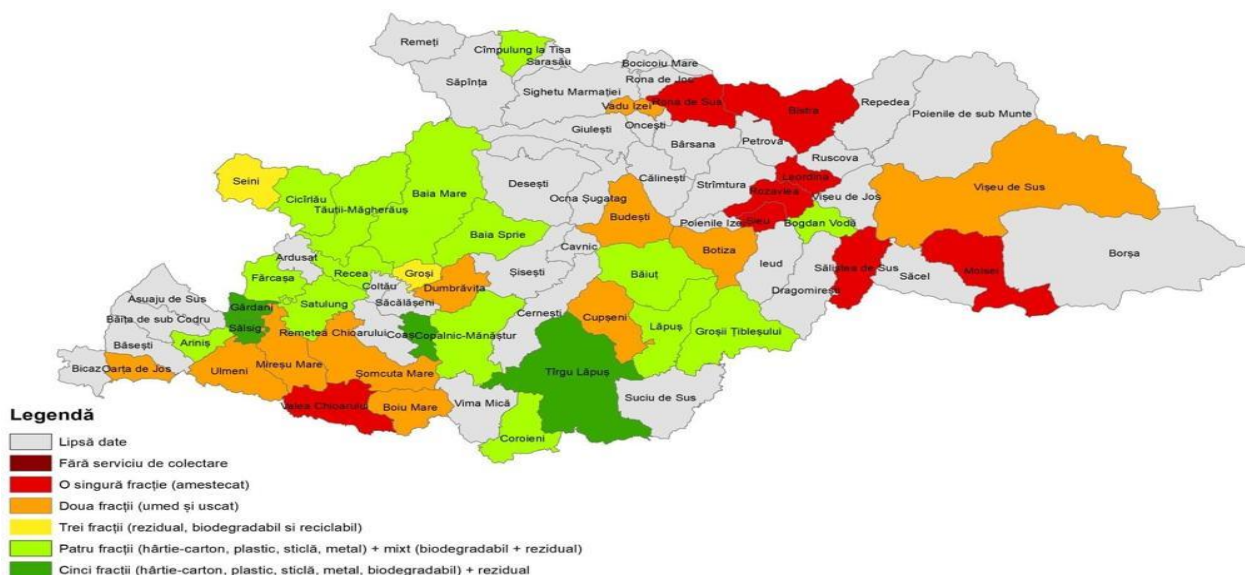 Remeți
Cîmpulung la Tisa
Sarasău
Săpînța
Bocicoiu Mare
Rona de Jos
Sighetu Marmației
Vadu Izei
Rona de Sus
Bistra
Repedea
Poienile de sub Munte
Giulești
Oncești
Bârsana
Petrova
Ruscova
Seini
Cicîrlău
Baia Mare
Tăuții-Măgherăuș
Desești
Călinești
Strîmtura
Leordina
Rozavlea
Vișeu de Jos
Vișeu de Sus
Ocna Șugatag
Budești
Poienile Izei
Șieu
Bogdan Vodă
Baia Sprie
Cavnic
Botiza
Ieud
Borșa
Ardusat
Recea
Groși
Șisești
Băiuț
Săliștea de Sus
Moisei
Săcel
Dragomirești
Fărcașa
Coltău
Dumbrăvița
Asuaju de Sus
Gârdani
Satulung
Săcălășeni
Cernești
Cupșeni
Lăpuș
Groșii Țibleșului
Băița de sub Codru
Sălsig
Remetea Chioarului
Coaș
Copalnic-Mănăștur
Ariniș
Băsești
Bicaz
Oarța de Jos
Ulmeni
Mireșu Mare
Șomcuta Mare
Tîrgu Lăpuș
Suciu de Sus
Valea Chioarului
Boiu Mare
Vima Mică
Coroieni
Legendă
Lipsă date
Fără serviciu de colectare
O singură fracție (amestecat)
Doua fracții (umed și uscat)
Trei fracții (rezidual, biodegradabil si reciclabil)
Patru fracții (hârtie-carton, plastic, sticlă, metal) + mixt (biodegradabil + rezidual)
Cinci fracții (hârtie-carton, plastic, sticlă, metal, biodegradabil) + rezidual